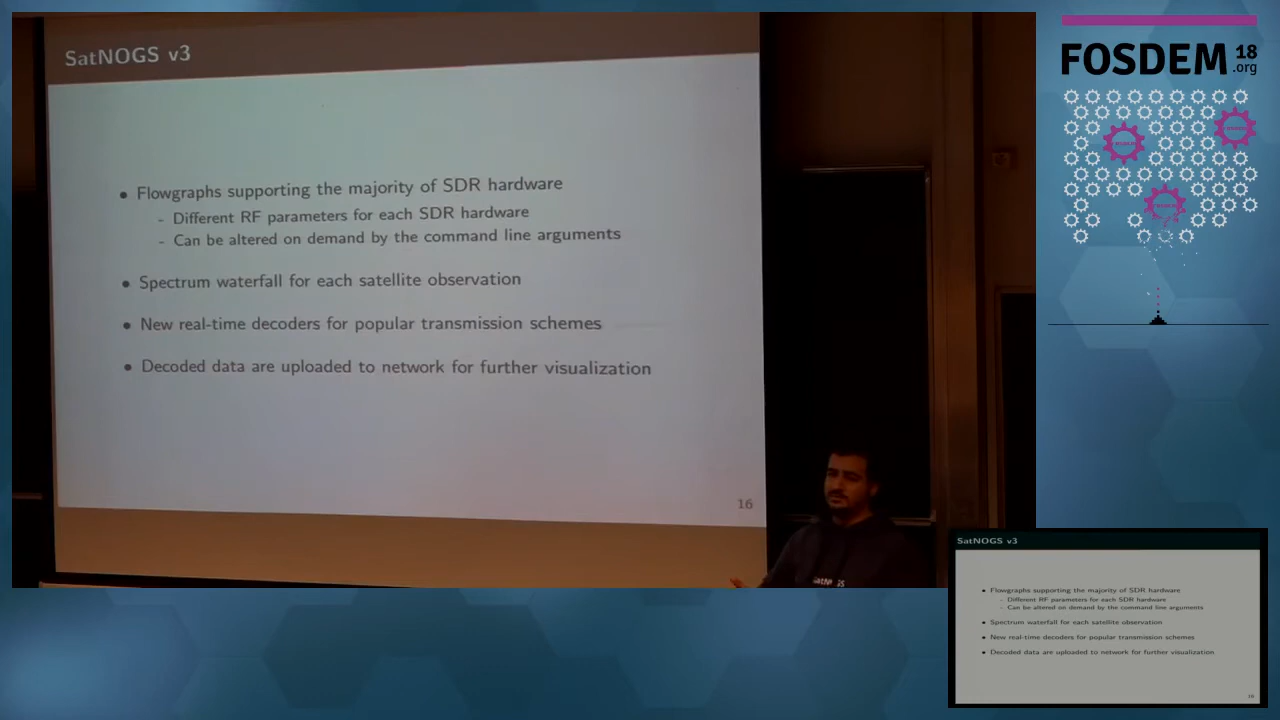 SatNOGS v3
• Flowgraphs supporting the majority of SDR hardware
- Different RF parameters for each SDR hardware
- Can be altered on demand by the command line arguments
• Spectrum waterfall for each satellite observation
• New real-time decoders for popular transmission schemes
• Decoded data are uploaded to network for further visualization
16
FOSDEM 18
.org
SatNOGS v3
• Flowgraphs supporting the majority of SDR hardware
- Different RF parameters for each SDR hardware
- Can be altered on demand by the command line arguments
• Spectrum waterfall for each satellite observation
• New real-time decoders for popular transmission schemes
• Decoded data are uploaded to network for further visualization
16